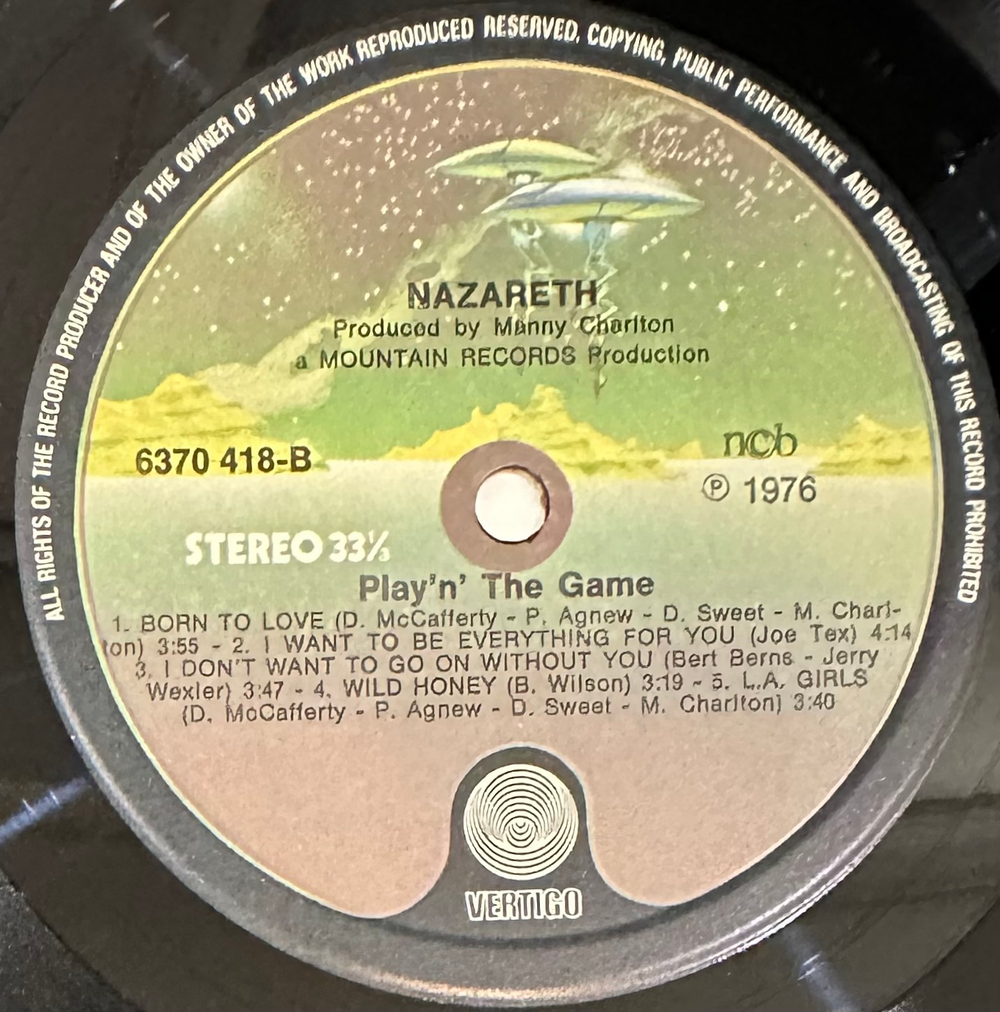 ALL RIGHTS OF THE RECORD PRODUCER AND OF THE OWNER OF THE WORK REPRODUCED RESERVED. COPYING, PUBLIC PERFORMANCE AND BROADCASTING OF THIS RECORD PROHIBITED
NAZARETH
Produced by Manny Charlton
a MOUNTAIN RECORDS Production
6370 418-B
ncb
Ⓟ 1976
STEREO 33⅓
Play'n' The Game
1. BORN TO LOVE (D. McCafferty - P. Agnew - D. Sweet - M. Charl-
ton) 3:55 - 2. I WANT TO BE EVERYTHING FOR YOU (Joe Tex) 4:14
3. I DON'T WANT TO GO ON WITHOUT YOU (Bert Berns - Jerry
Wexler) 3:47 - 4. WILD HONEY (B. Wilson) 3:19 - 5. L.A. GIRLS
(D. McCafferty - P. Agnew - D. Sweet - M. Charlton) 3:40
VERTIGO